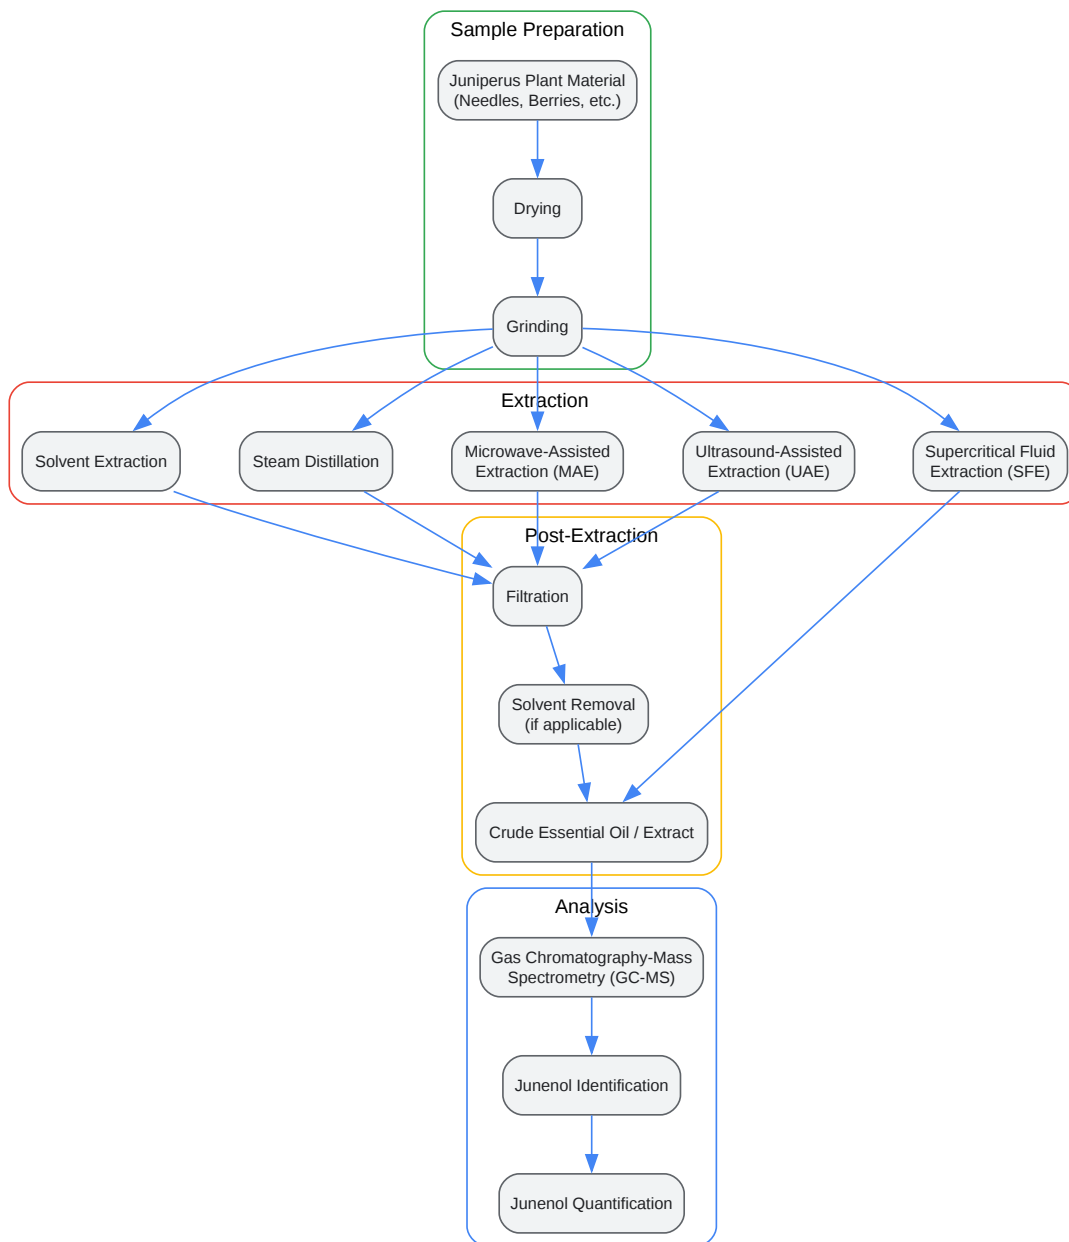 Sample Preparation
Juniperus Plant Material
(Needles, Berries, etc.)
Drying
Grinding
Extraction
Solvent Extraction
Steam Distillation
Microwave-Assisted
Extraction (MAE)
Ultrasound-Assisted
Extraction (UAE)
Supercritical Fluid
Extraction (SFE)
Post-Extraction
Filtration
Solvent Removal
(if applicable)
Crude Essential Oil / Extract
Analysis
Gas Chromatography-Mass
Spectrometry (GC-MS)
Junenol Identification
Junenol Quantification